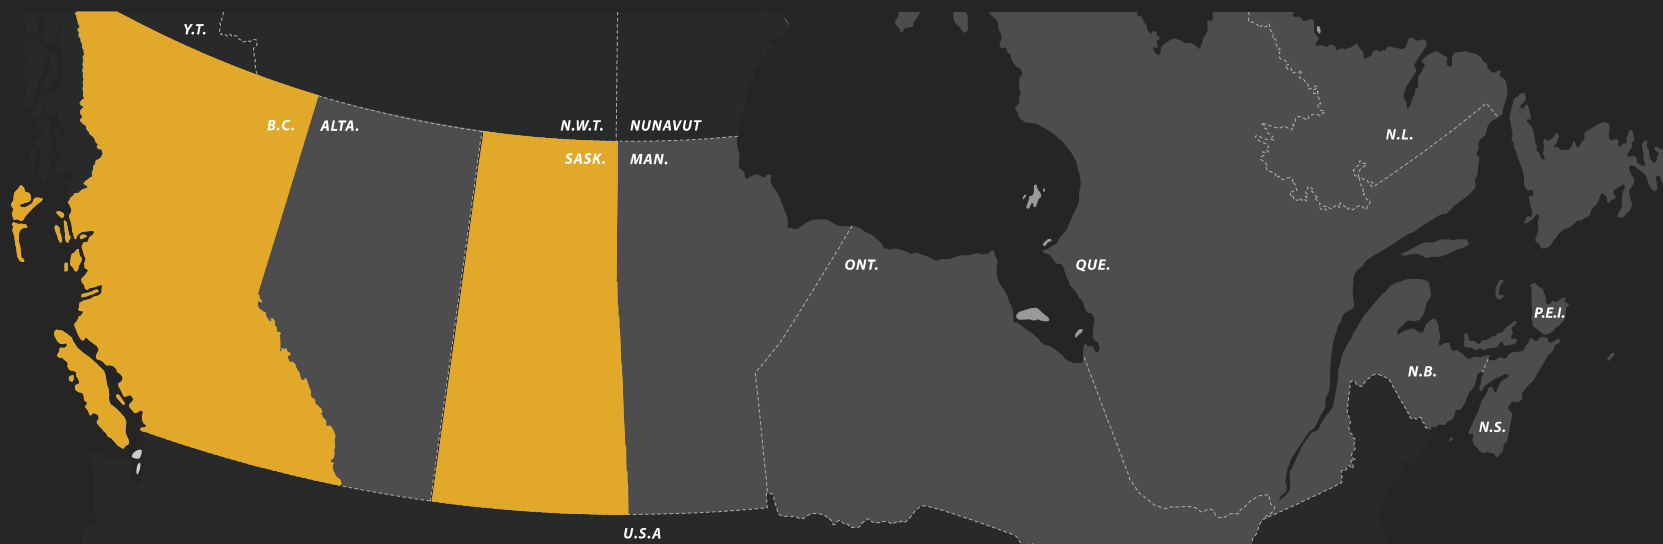 Y.T.
B.C.
ALTA.
N.W.T.
NUNAVUT
SASK.
MAN.
ONT.
QUE.
N.L.
P.E.I.
N.B.
N.S.
U.S.A